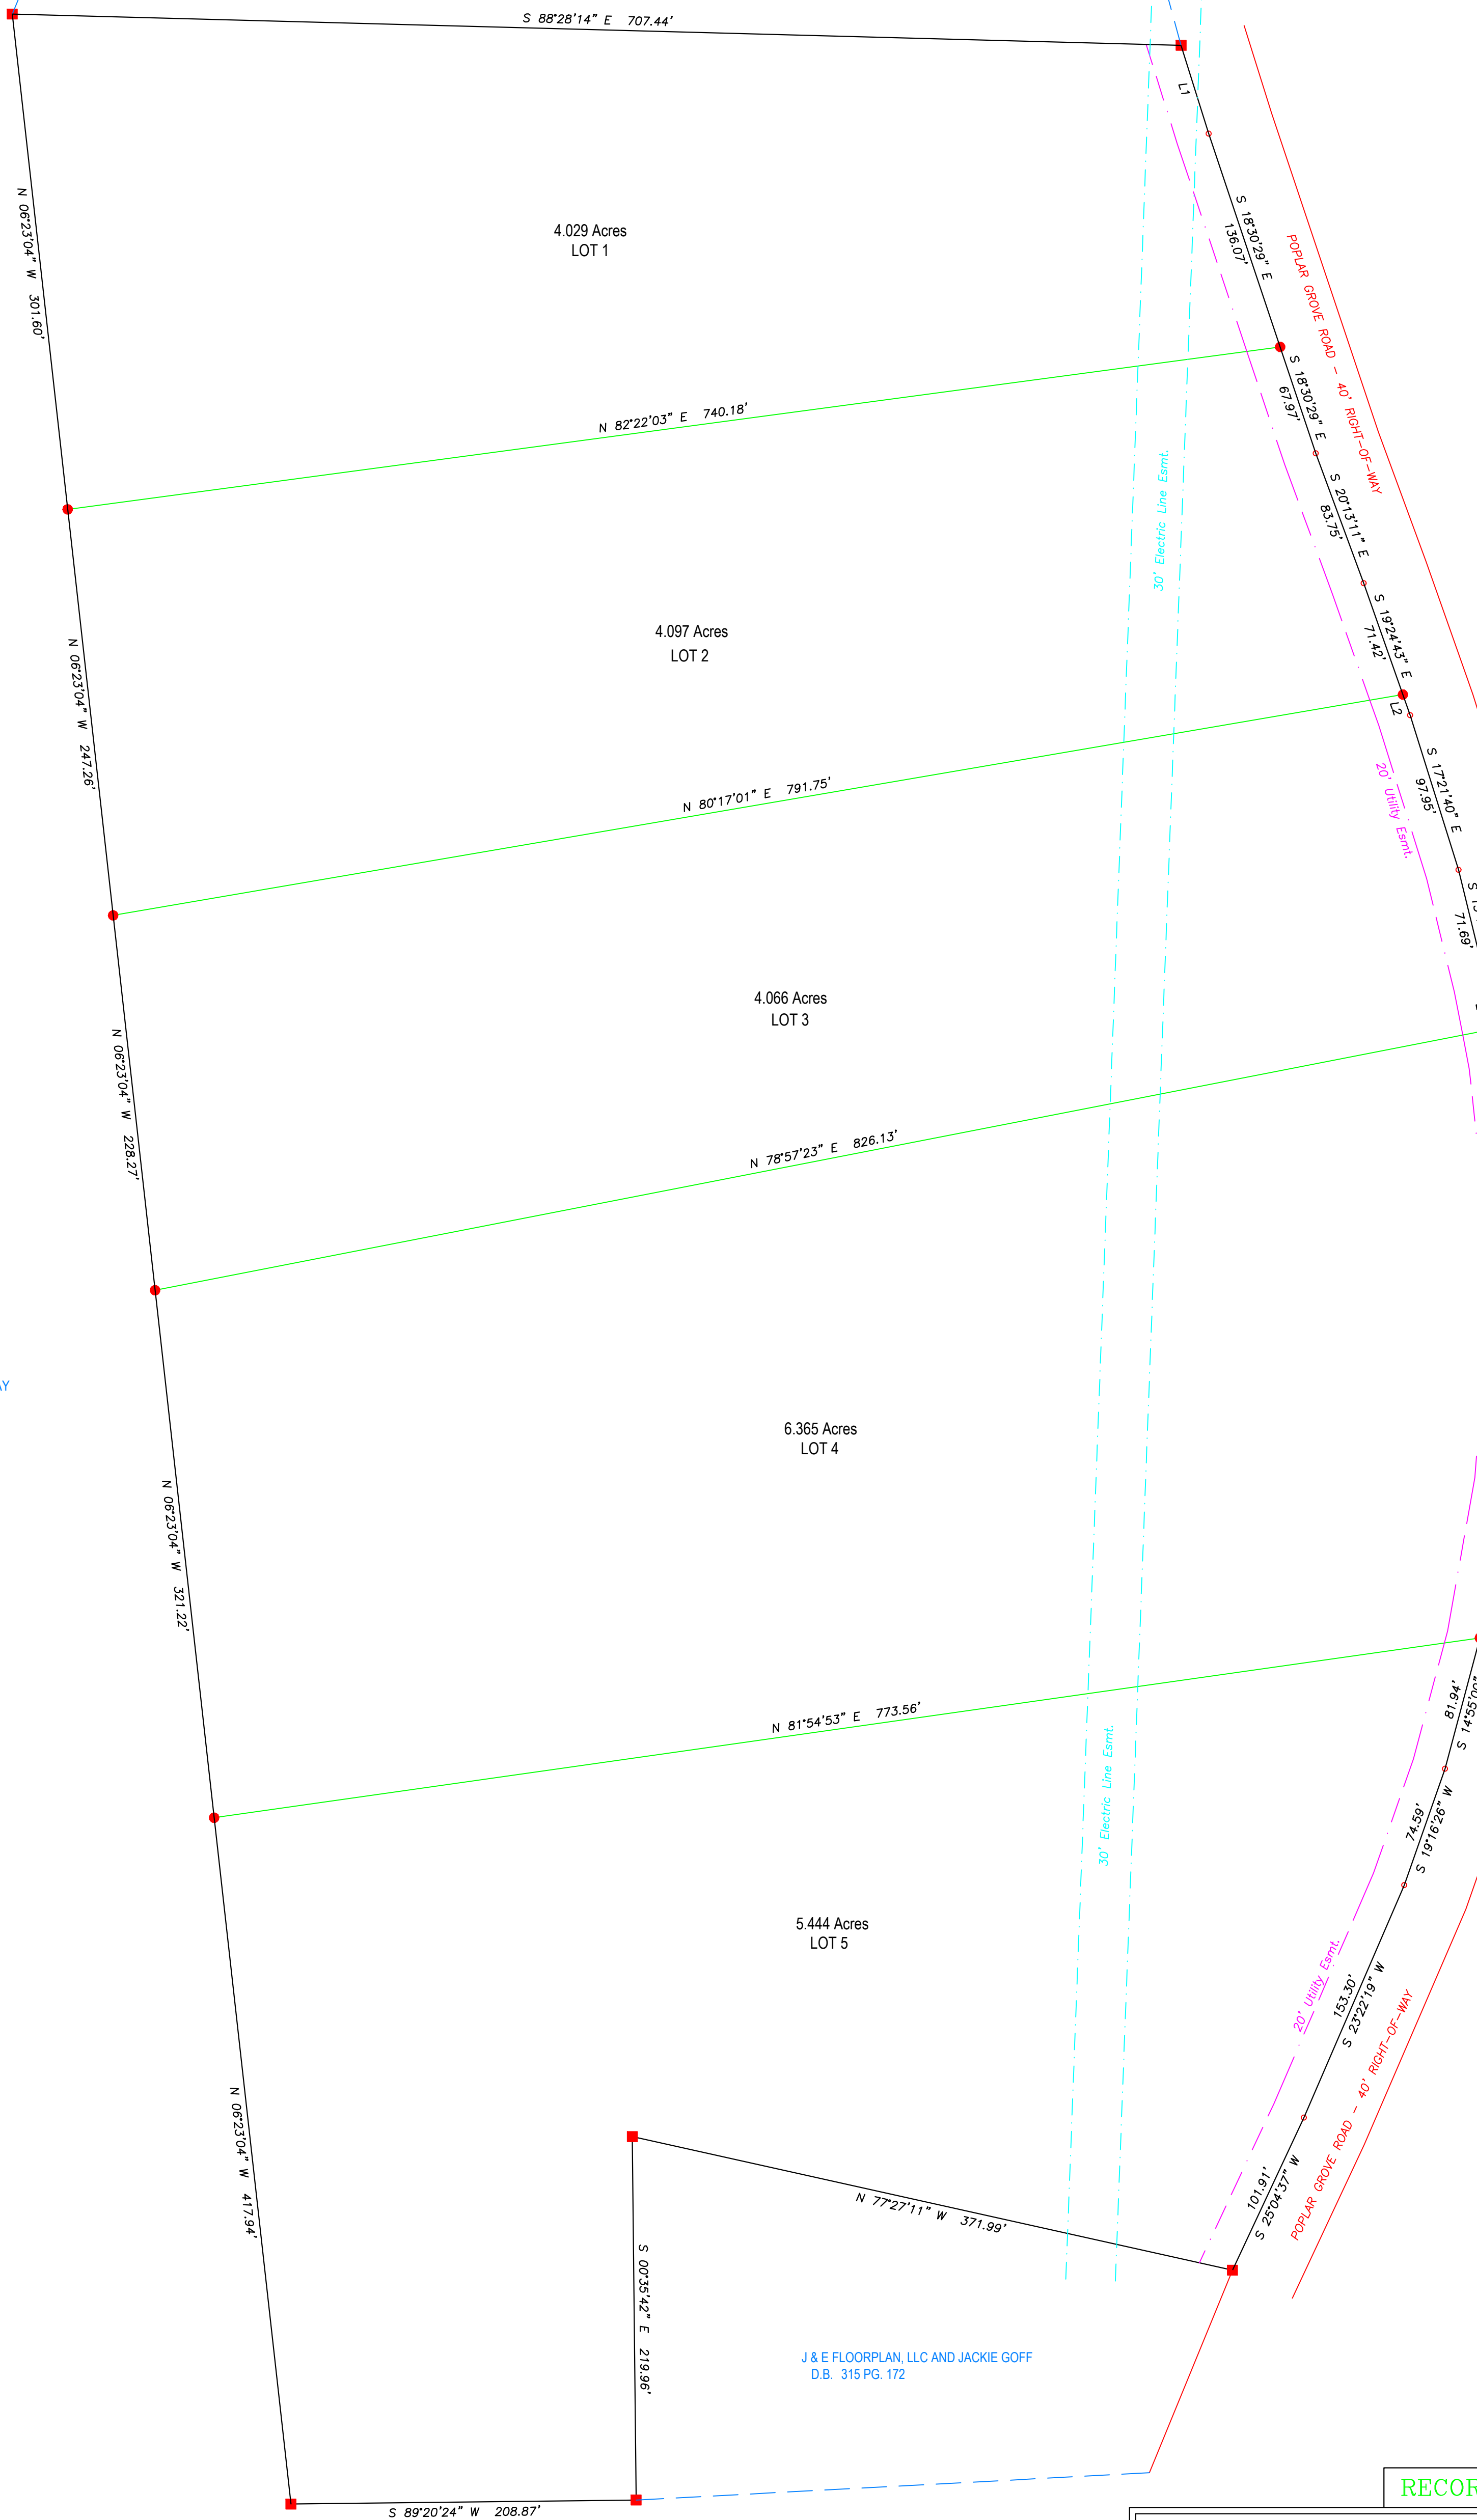 S 88°28'14" E 707.44'
L1
N 06°23'04" W 301.60'
4.029 Acres
LOT 1
S 18°30'29" E
136.07'
POPLAR GROVE ROAD - 40' RIGHT-OF-WAY
N 82°22'03" E 740.18'
S 18°30'29" E
67.97'
30' Electric Line Esmt.
S 20°13'11" E
83.75'
4.097 Acres
LOT 2
S 19°24'43" E
71.42'
N 06°23'04" W 247.26'
L2
S 17°21'40" E
97.95'
20' Utility Esmt.
N 80°17'01" E 791.75'
71.69'
4.066 Acres
LOT 3
N 06°23'04" W 228.27'
N 78°57'23" E 826.13'
AY
6.365 Acres
LOT 4
N 06°23'04" W 321.22'
N 81°54'53" E 773.56'
81.94'
30' Electric Line Esmt.
74.59'
S 19°16'26" W
5.444 Acres
LOT 5
20' Utility Esmt.
153.30'
S 23°22'19" W
POPLAR GROVE ROAD - 40' RIGHT-OF-WAY
N 06°23'04" W 417.94'
101.91'
S 25°04'37" W
N 77°27'11" W 371.99'
S 00°35'42" E 219.96'
J & E FLOORPLAN, LLC AND JACKIE GOFF
D.B. 315 PG. 172
RECOR
S 89°20'24" W 208.87'